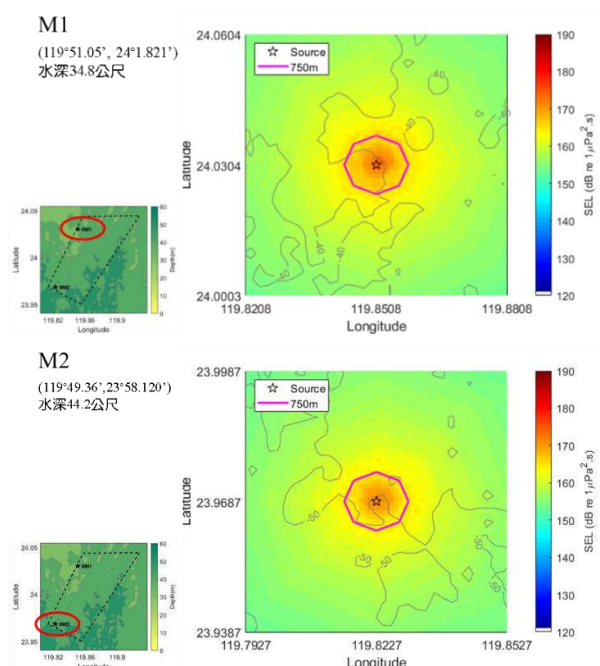 M1
(119°51.05’, 24°1.821’)
水深34.8公尺
24.05
24
23.95
Latitude
119.82 119.86 119.9
Longitude
60
50
40
30
20
10
0
Depth(m)
24.0604
24.0304
24.0003
Latitude
119.8208 119.8508 119.8808
Longitude
Source
750m
-40
-40
-40
-40
-40
190
180
170
160
150
140
130
120
SEL (dB re 1 μPa².s)
M2
(119°49.36’,23°58.120’)
水深44.2公尺
24.05
24
23.95
Latitude
119.82 119.86 119.9
Longitude
60
50
40
30
20
10
0
Depth(m)
23.9987
23.9687
23.9387
Latitude
119.7927 119.8227 119.8527
Longitude
Source
750m
-50
-50
-50
-50
-50
190
180
170
160
150
140
130
120
SEL (dB re 1 μPa².s)